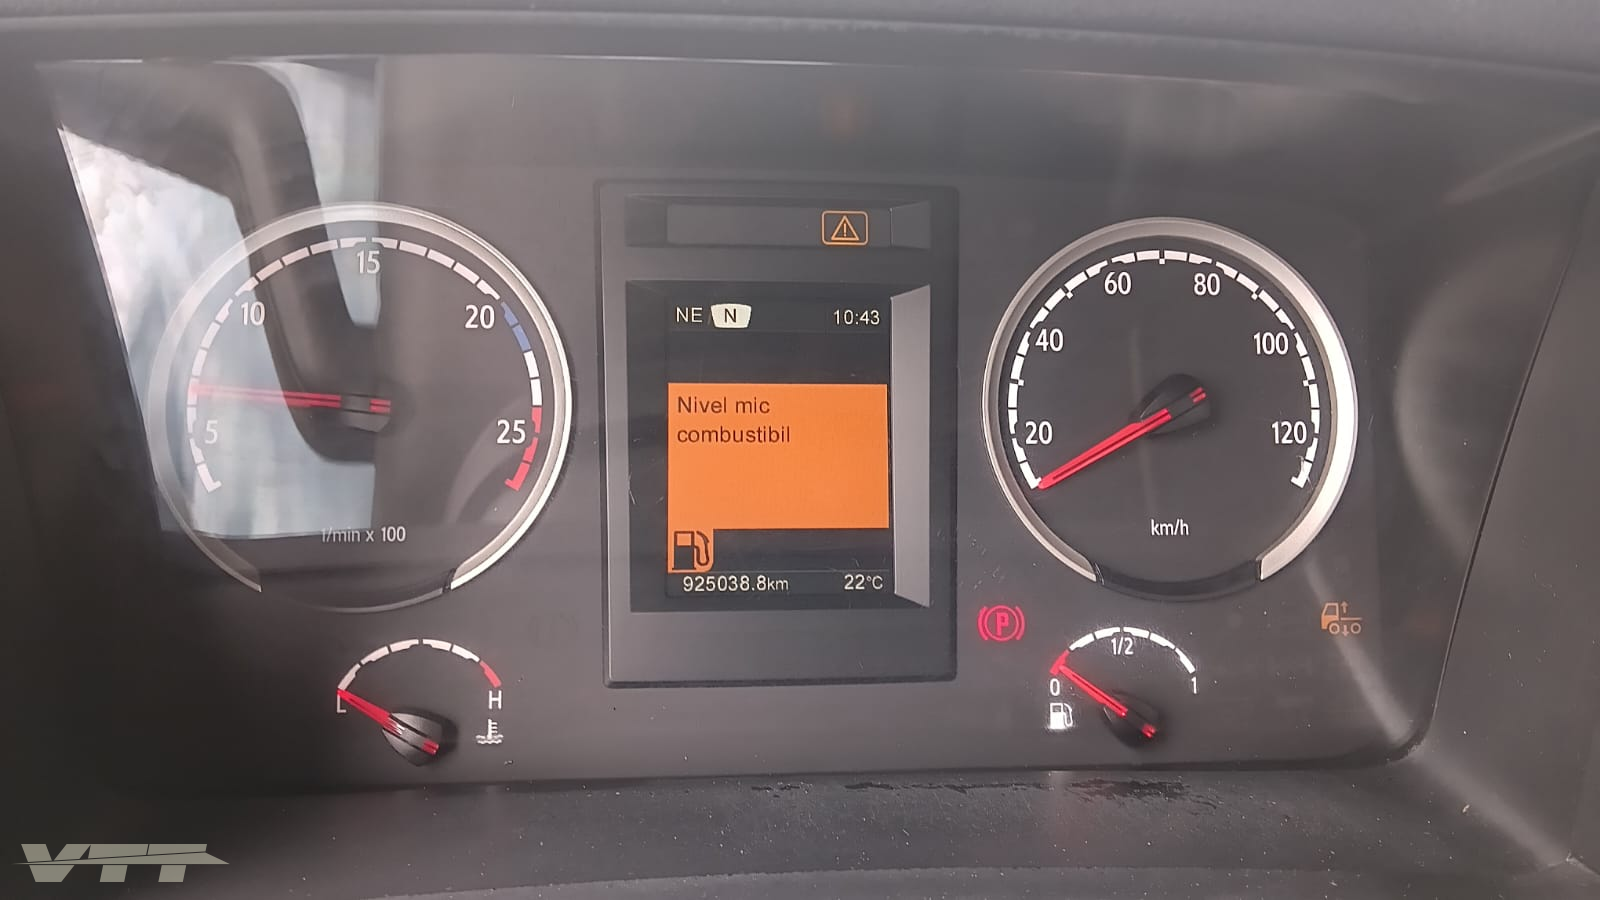 NE N 10:43
Nivel mic
combustibil
925038.8km 22°C
5 10 15 20 25
1/min x 100
20 40 60 80 100 120
km/h
L H
P
0 1/2 1
VTT